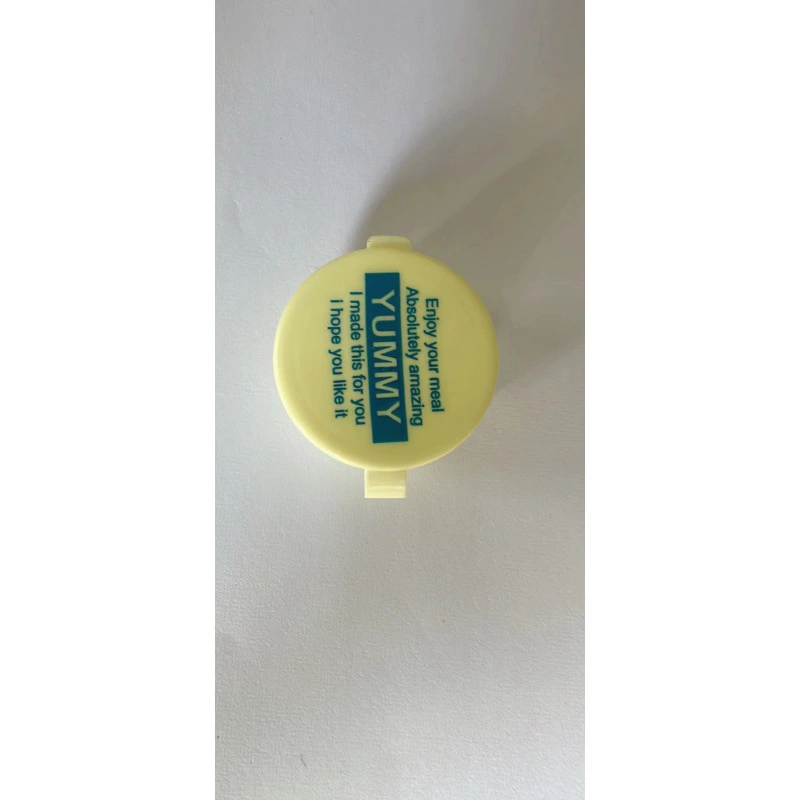 Enjoy your meal
Absolutely amazing
YUMMY
I made this for you
i hope you like it